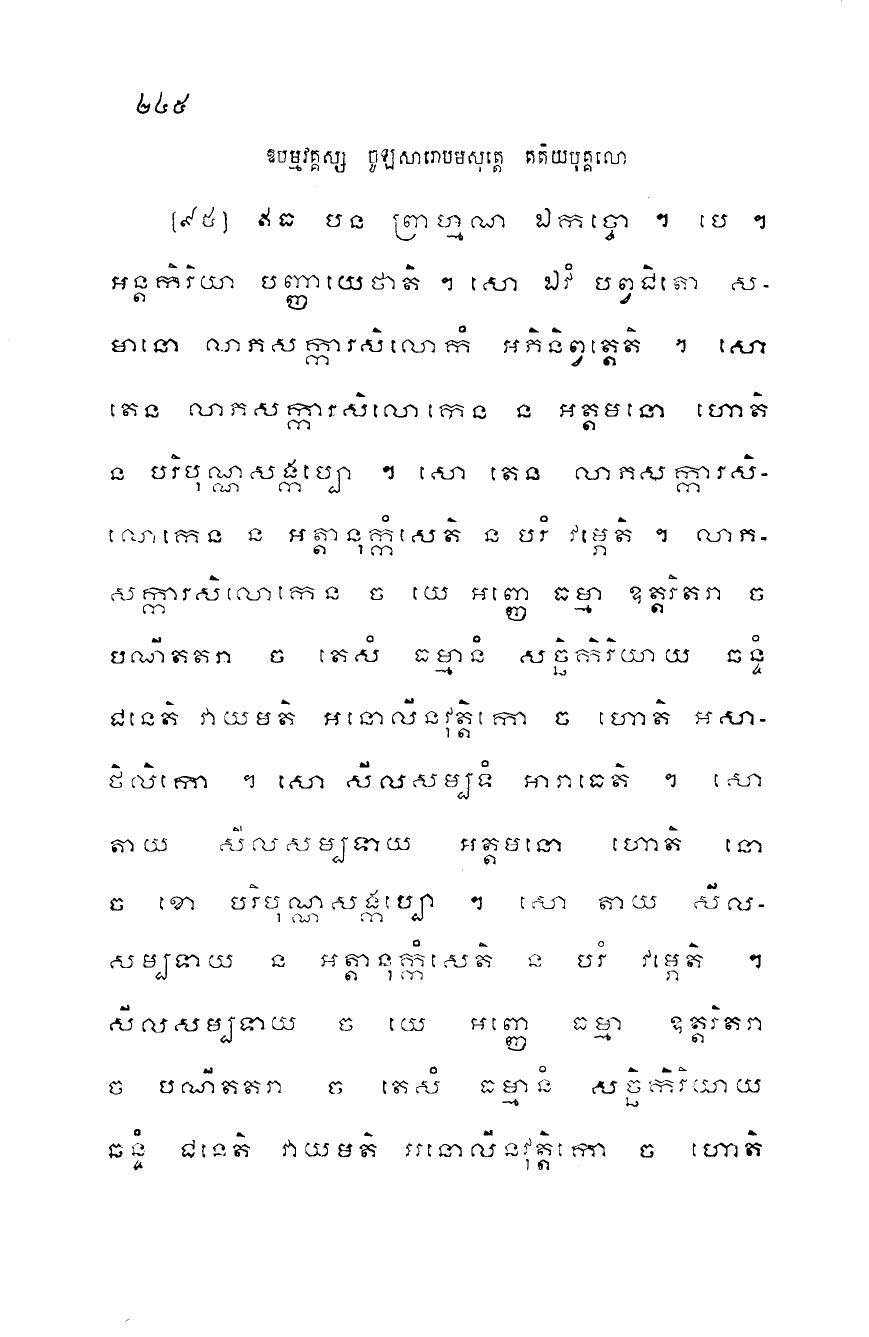 ២៤៥
ឱបម្មវគ្គស្ស ចូឡសារោបមសុត្តេ តតិយបុគ្គលោ
[៩៥] ឥធ បន ព្រាហ្មណ ឯកច្ចោ ។ បេ ។
អន្តកិរិយា បញ្ញាយេថាតិ ។ សោ ឯវំ បព្វជិតោ ស-
មានោ លាភសក្ការសិលោកំ អភិនិព្វត្តេតិ ។ សោ
តេន លាភសក្ការសិលោកេន ន អត្តមនោ ហោតិ
ន បរិបុណ្ណសង្កប្បោ ។ សោ តេន លាភសក្ការសិ-
លោកេន ន អត្តានុក្កំសេតិ ន បរំ វម្ភេតិ ។ លាភ-
សក្ការសិលោកេន ច យេ អញ្ញេ ធម្មា ឧត្តរិតរា ច
បណីតតរា ច តេសំ ធម្មានំ សច្ឆិកិរិយាយ ឆន្ទំ
ជនេតិ វាយមតិ អនោលីនវុត្តិកោ ច ហោតិ អសា-
ថិលិកោ ។ សោ សីលសម្បទំ អារាធេតិ ។ សោ
តាយ សីលសម្បទាយ អត្តមនោ ហោតិ នោ
ច ខោ បរិបុណ្ណសង្កប្បោ ។ សោ តាយ សីល-
សម្បទាយ ន អត្តានុក្កំសេតិ ន បរំ វម្ភេតិ ។
សីលសម្បទាយ ច យេ អញ្ញេ ធម្មា ឧត្តរិតរា
ច បណីតតរា ច តេសំ ធម្មានំ សច្ឆិកិរិយាយ
ឆន្ទំ ជនេតិ វាយមតិ អនោលីនវុត្តិកោ ច ហោតិ